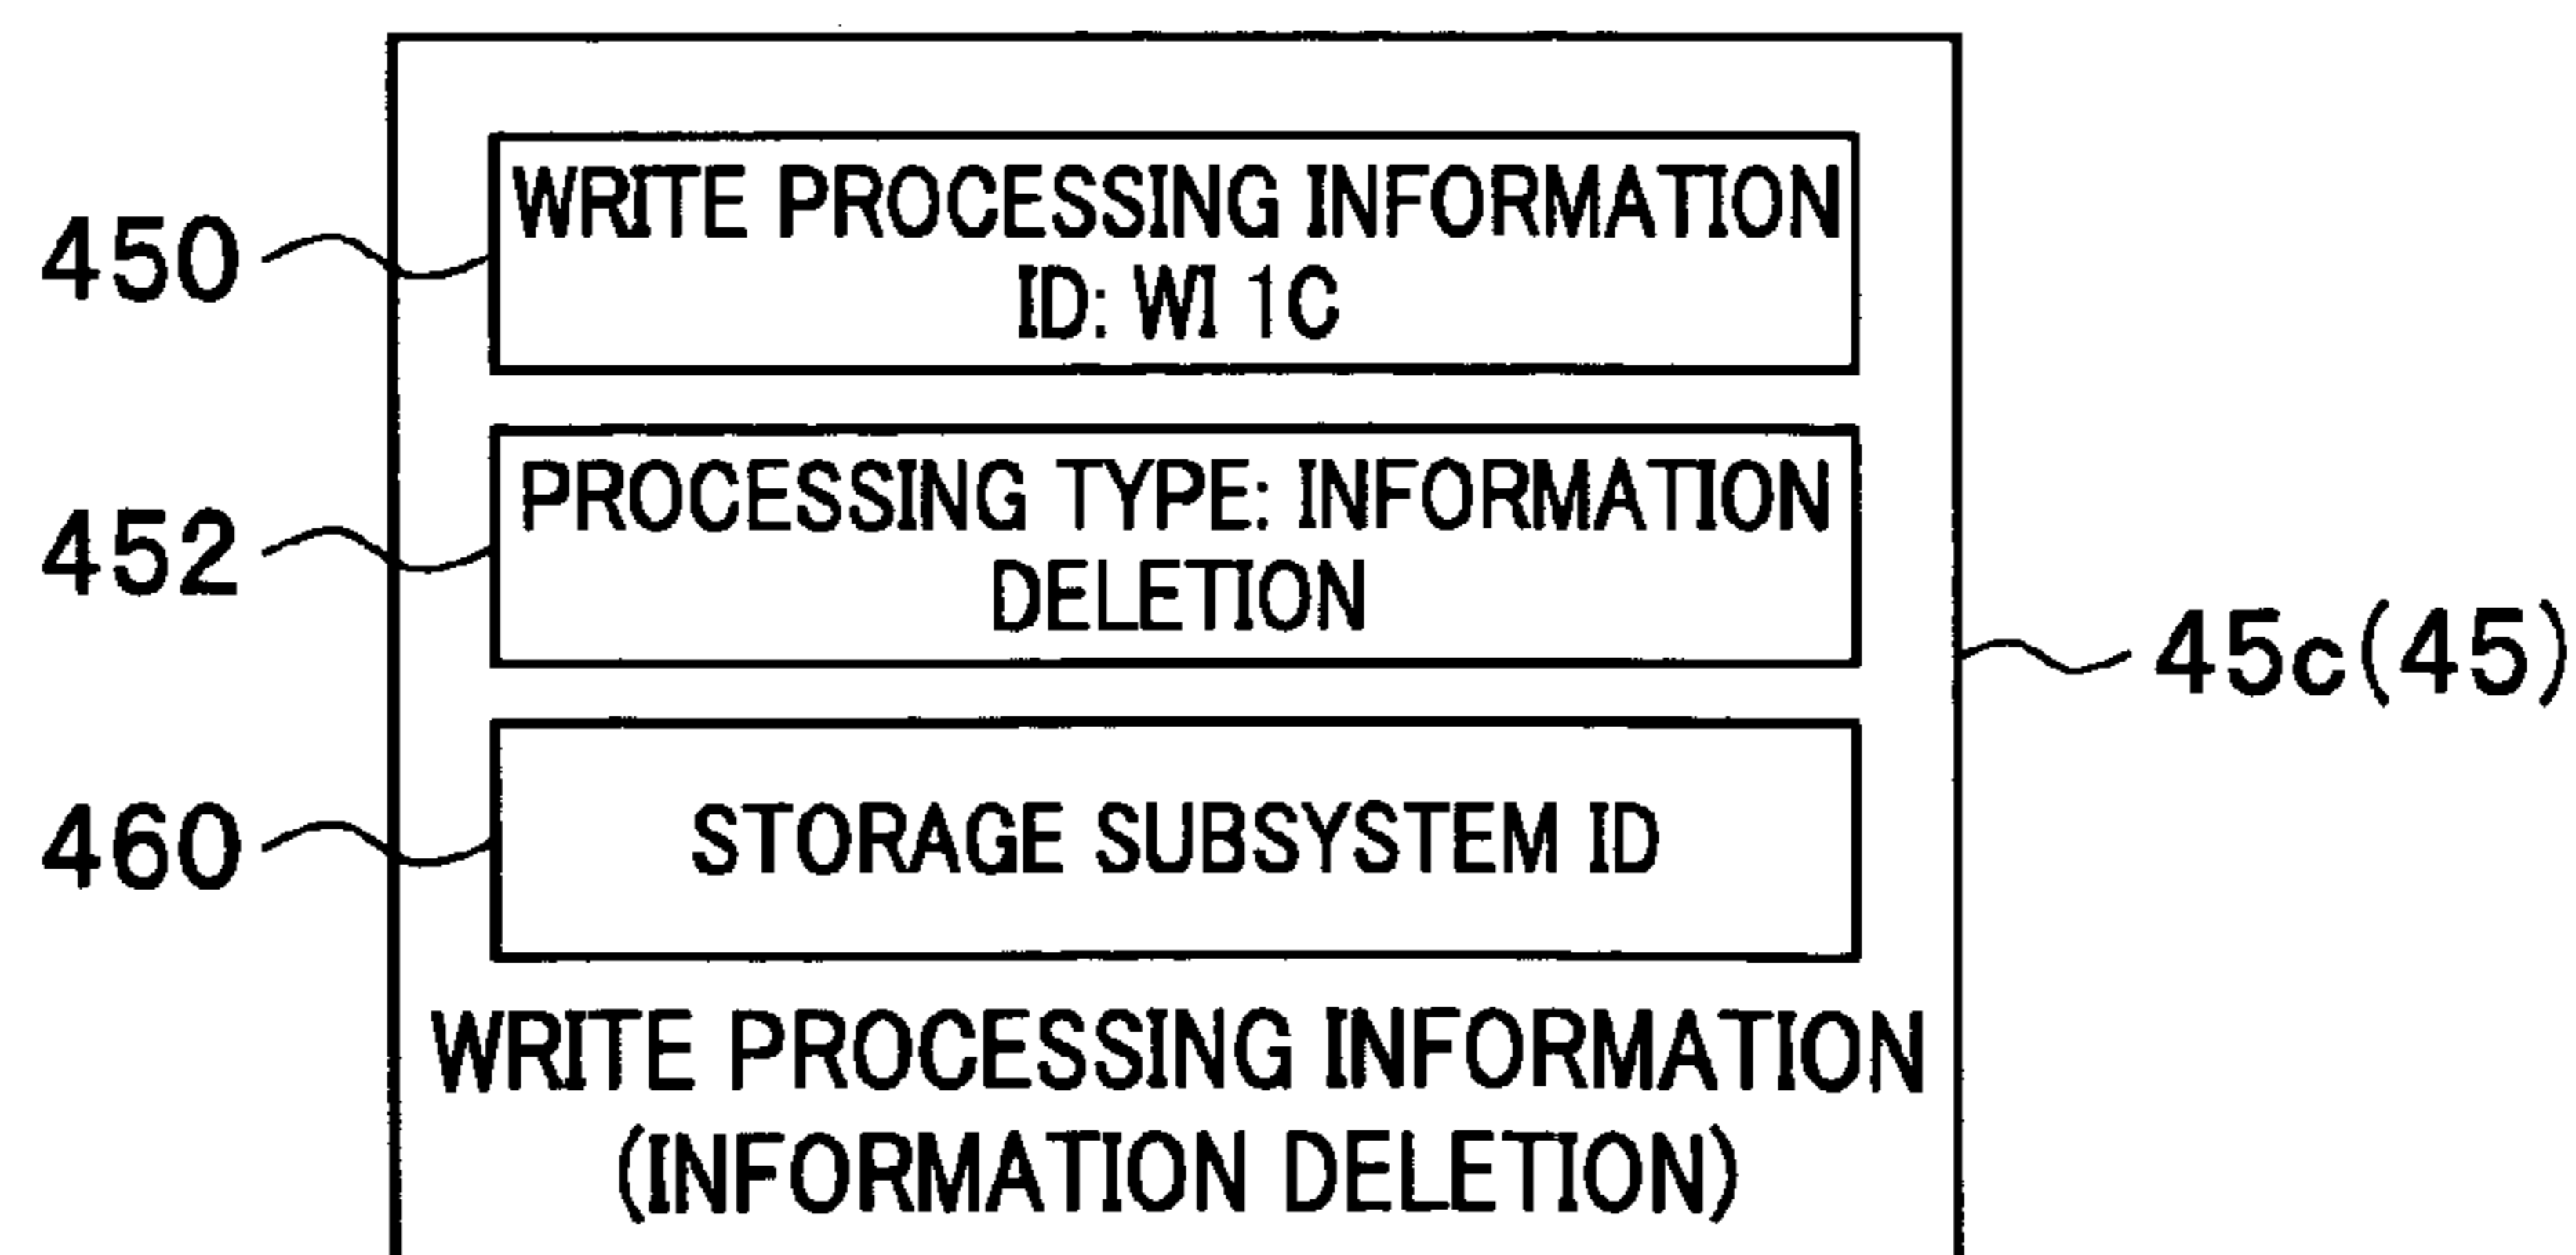 450
WRITE PROCESSING INFORMATION
ID: WI 1C
452
PROCESSING TYPE: INFORMATION
DELETION
45c(45)
460
STORAGE SUBSYSTEM ID
WRITE PROCESSING INFORMATION
(INFORMATION DELETION)